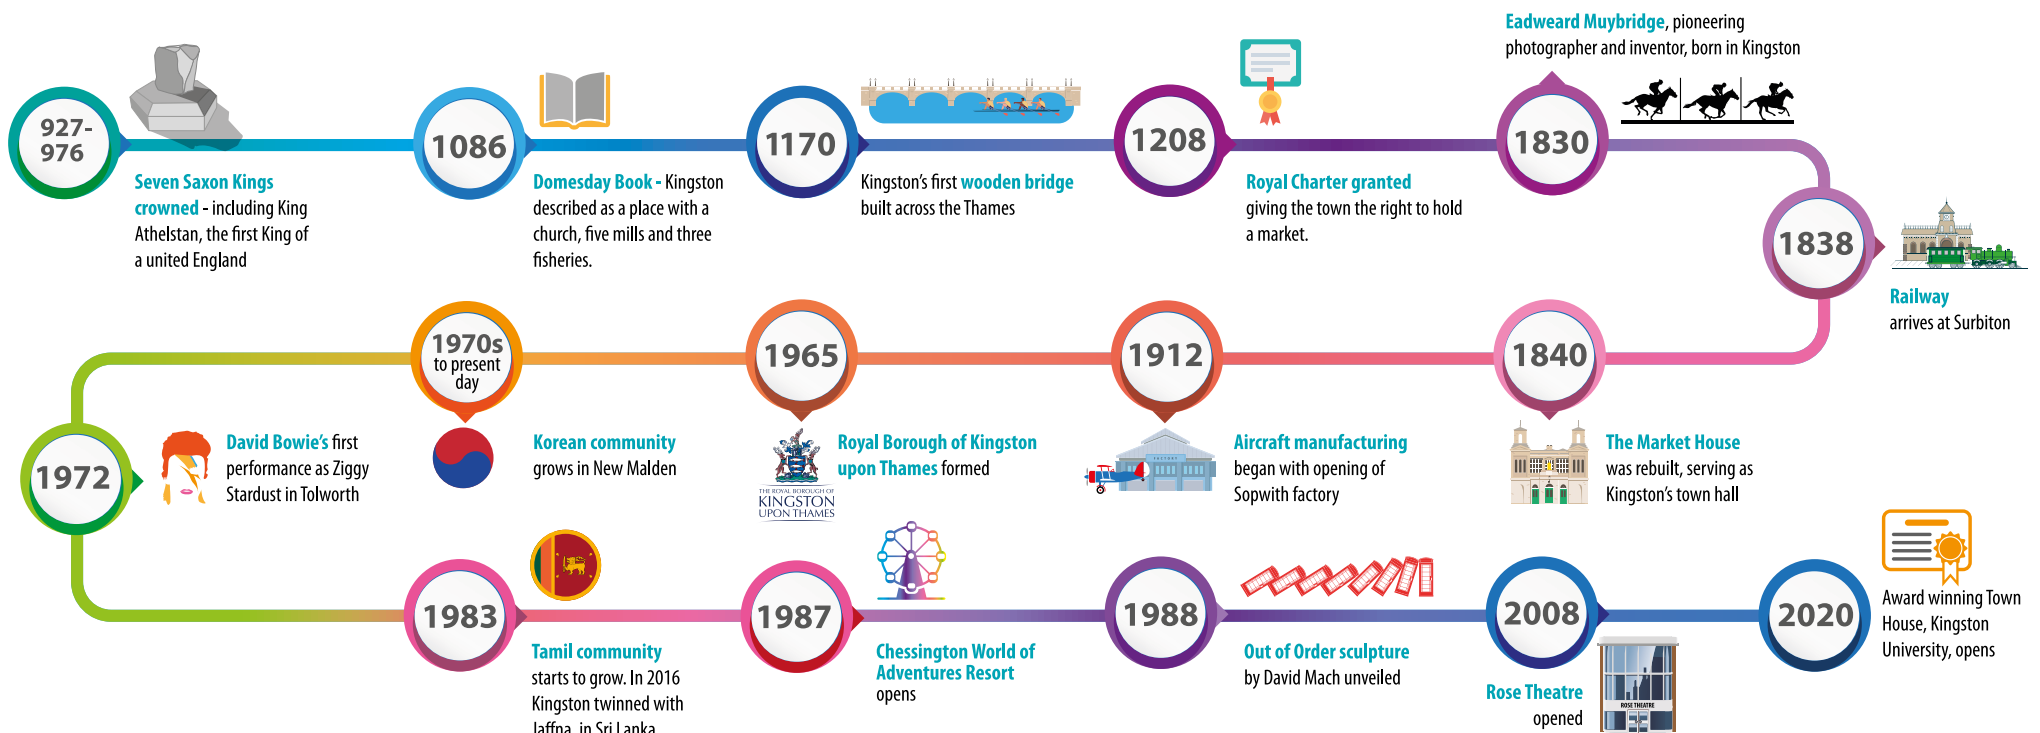 927-
976
Seven Saxon Kings
crowned - including King
Athelstan, the first King of
a united England
1086
Domesday Book - Kingston
described as a place with a
church, five mills and three
fisheries.
1170
Kingston's first wooden bridge
built across the Thames
1208
Royal Charter granted
giving the town the right to hold
a market.
Eadweard Muybridge, pioneering
photographer and inventor, born in Kingston
1830
1838
Railway
arrives at Surbiton
1840
The Market House
was rebuilt, serving as
Kingston's town hall
1912
FACTORY
Aircraft manufacturing
began with opening of
Sopwith factory
1965
THE ROYAL BOROUGH OF
KINGSTON
UPON THAMES
Royal Borough of Kingston
upon Thames formed
1970s
to present
day
Korean community
grows in New Malden
1972
David Bowie's first
performance as Ziggy
Stardust in Tolworth
1983
Tamil community
starts to grow. In 2016
Kingston twinned with
Jaffna, in Sri Lanka
1987
Chessington World of
Adventures Resort
opens
1988
Out of Order sculpture
by David Mach unveiled
2008
Rose Theatre
opened
ROSE THEATRE
2020
Award winning Town
House, Kingston
University, opens